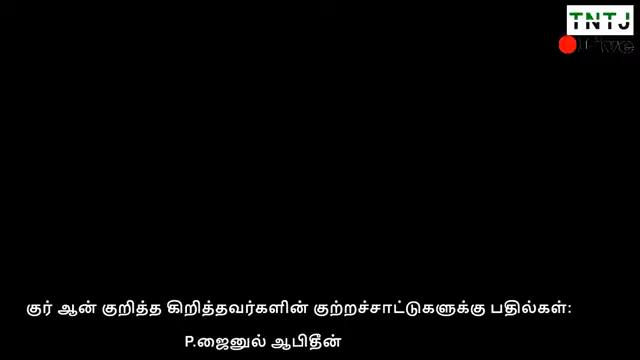 TNTJ
Live
குர் ஆன் குறித்த கிறித்தவர்களின் குற்றச்சாட்டுகளுக்கு பதில்கள்:
P.ஜைனுல் ஆபிதீன்